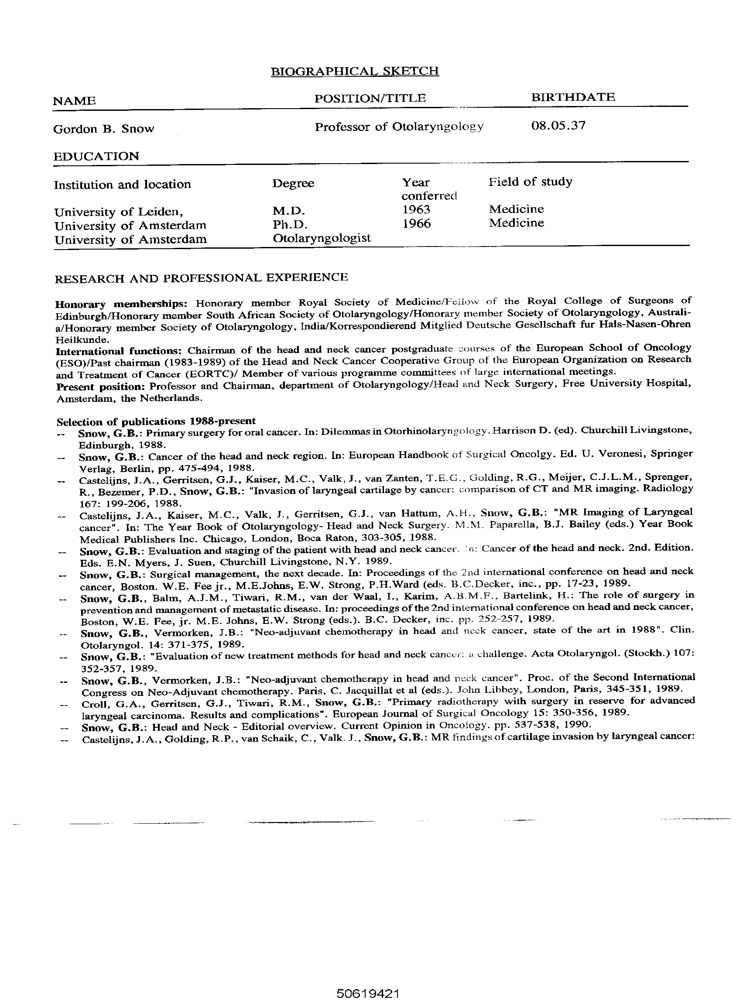 BIOGRAPHICAL SKETCH
NAME POSITION/TITLE BIRTHDATE
Gordon B. Snow Professor of Otolaryngology 08.05.37
EDUCATION
Institution and location Degree Year conferred Field of study
University of Leiden, M.D. 1963 Medicine
University of Amsterdam Ph.D. 1966 Medicine
University of Amsterdam Otolaryngologist
RESEARCH AND PROFESSIONAL EXPERIENCE
Honorary memberships: Honorary member Royal Society of Medicine/Fellow of the Royal College of Surgeons of
Edinburgh/Honorary member South African Society of Otolaryngology/Honorary member Society of Otolaryngology, Australi-
a/Honorary member Society of Otolaryngology, India/Korrespondierend Mitglied Deutsche Gesellschaft fur Hals-Nasen-Ohren
Heilkunde.
International functions: Chairman of the head and neck cancer postgraduate courses of the European School of Oncology
(ESO)/Past chairman (1983-1989) of the Head and Neck Cancer Cooperative Group of the European Organization on Research
and Treatment of Cancer (EORTC)/ Member of various programme committees of large international meetings.
Present position: Professor and Chairman, department of Otolaryngology/Head and Neck Surgery, Free University Hospital,
Amsterdam, the Netherlands.
Selection of publications 1988-present
-- Snow, G.B.: Primary surgery for oral cancer. In: Dilemmas in Otorhinolaryngology. Harrison D. (ed). Churchill Livingstone,
Edinburgh, 1988.
-- Snow, G.B.: Cancer of the head and neck region. In: European Handbook of Surgical Oncolgy. Ed. U. Veronesi, Springer
Verlag, Berlin, pp. 475-494, 1988.
-- Castelijns, J.A., Gerritsen, G.J., Kaiser, M.C., Valk, J., van Zanten, T.E.G., Golding, R.G., Meijer, C.J.L.M., Sprenger,
R., Bezemer, P.D., Snow, G.B.: "Invasion of laryngeal cartilage by cancer: comparison of CT and MR imaging. Radiology
167: 199-206, 1988.
-- Castelijns, J.A., Kaiser, M.C., Valk, J., Gerritsen, G.J., van Hattum, A.H., Snow, G.B.: "MR Imaging of Laryngeal
cancer". In: The Year Book of Otolaryngology- Head and Neck Surgery. M.M. Paparella, B.J. Bailey (eds.) Year Book
Medical Publishers Inc. Chicago, London, Boca Raton, 303-305, 1988.
-- Snow, G.B.: Evaluation and staging of the patient with head and neck cancer. In: Cancer of the head and neck. 2nd. Edition.
Eds. E.N. Myers, J. Suen, Churchill Livingstone, N.Y. 1989.
-- Snow, G.B.: Surgical management, the next decade. In: Proceedings of the 2nd international conference on head and neck
cancer, Boston. W.E. Fee jr., M.E.Johns, E.W. Strong, P.H.Ward (eds. B.C.Decker, inc., pp. 17-23, 1989.
-- Snow, G.B., Balm, A.J.M., Tiwari, R.M., van der Waal, I., Karim, A.B.M.F., Bartelink, H.: The role of surgery in
prevention and management of metastatic disease. In: proceedings of the 2nd international conference on head and neck cancer,
Boston, W.E. Fee, jr. M.E. Johns, E.W. Strong (eds.). B.C. Decker, inc. pp. 252-257, 1989.
-- Snow, G.B., Vermorken, J.B.: "Neo-adjuvant chemotherapy in head and neck cancer, state of the art in 1988". Clin.
Otolaryngol. 14: 371-375, 1989.
-- Snow, G.B.: "Evaluation of new treatment methods for head and neck cancer: a challenge. Acta Otolaryngol. (Stockh.) 107:
352-357, 1989.
-- Snow, G.B., Vermorken, J.B.: "Neo-adjuvant chemotherapy in head and neck cancer". Proc. of the Second International
Congress on Neo-Adjuvant chemotherapy. Paris, C. Jacquillat et al (eds.). John Libbey, London, Paris, 345-351, 1989.
-- Croll, G.A., Gerritsen, G.J., Tiwari, R.M., Snow, G.B.: "Primary radiotherapy with surgery in reserve for advanced
laryngeal carcinoma. Results and complications". European Journal of Surgical Oncology 15: 350-356, 1989.
-- Snow, G.B.: Head and Neck - Editorial overview. Current Opinion in Oncology. pp. 537-538, 1990.
-- Castelijns, J.A., Golding, R.P., van Schaik, C., Valk. J., Snow, G.B.: MR findings of cartilage invasion by laryngeal cancer:
50619421